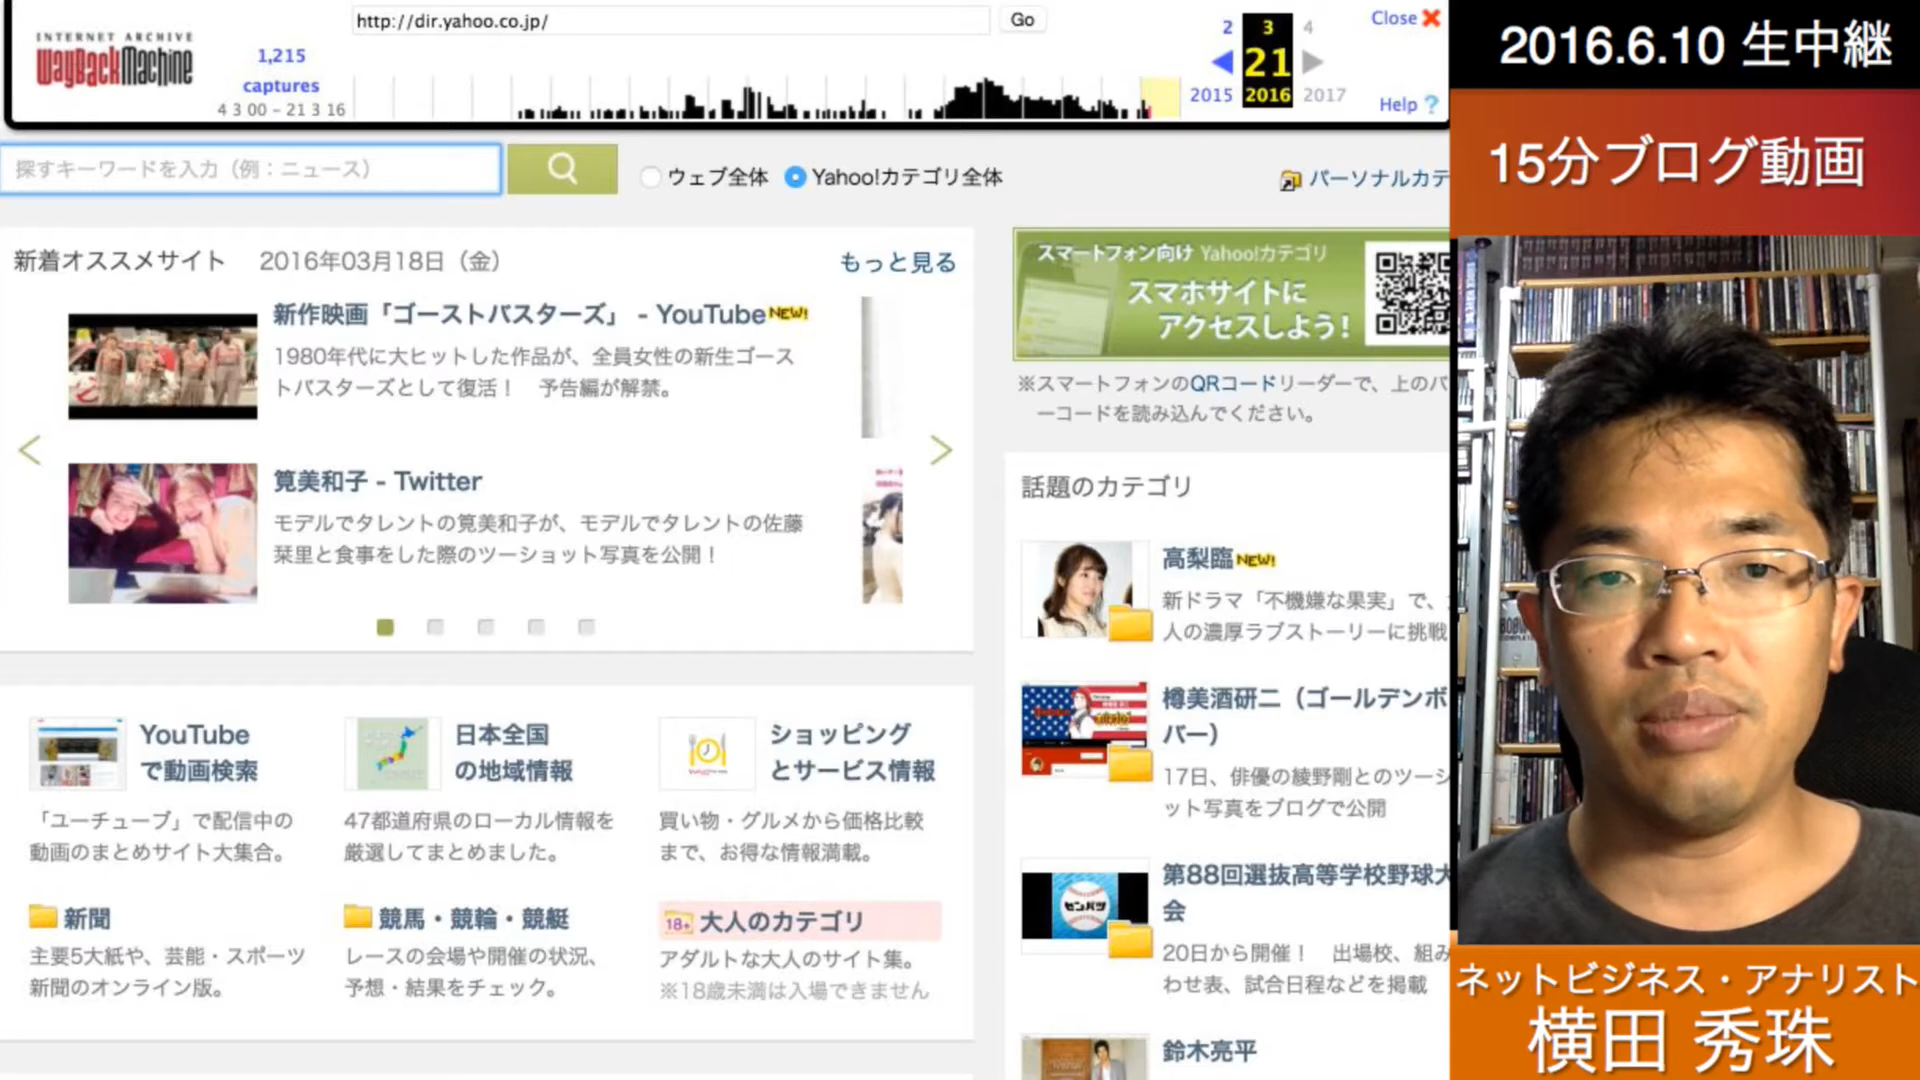 INTERNET ARCHIVE
WayBackMachine
http://dir.yahoo.co.jp/
Go
1,215
captures
4 3 00 - 21 3 16
2 3 4
21
2015 2016 2017
Close
Help ?
探すキーワードを入力（例：ニュース）
ウェブ全体
Yahoo!カテゴリ全体
パーソナルカテ
新着オススメサイト 2016年03月18日（金）
もっと見る
新作映画「ゴーストバスターズ」 - YouTube NEW!
1980年代に大ヒットした作品が、全員女性の新生ゴース
トバスターズとして復活！ 予告編が解禁。
筧美和子 - Twitter
モデルでタレントの筧美和子が、モデルでタレントの佐藤
栞里と食事をした際のツーショット写真を公開！
YouTube
で動画検索
「ユーチューブ」で配信中の
動画のまとめサイト大集合。
日本全国
の地域情報
47都道府県のローカル情報を
厳選してまとめました。
ショッピング
とサービス情報
買い物・グルメから価格比較
まで、お得な情報満載。
新聞
主要5大紙や、芸能・スポーツ
新聞のオンライン版。
競馬・競輪・競艇
レースの会場や開催の状況、
予想・結果をチェック。
18+ 大人のカテゴリ
アダルトな大人のサイト集。
※18歳未満は入場できません
スマートフォン向け Yahoo!カテゴリ
スマホサイトに
アクセスしよう！
※スマートフォンのQRコードリーダーで、上のバ
ーコードを読み込んでください。
話題のカテゴリ
高梨臨 NEW!
新ドラマ「不機嫌な果実」で、
人の濃厚ラブストーリーに挑戦
樽美酒研二（ゴールデンボ
バー）
17日、俳優の綾野剛とのツーシ
ット写真をブログで公開
センバツ
第88回選抜高等学校野球大
会
20日から開催！ 出場校、組み
わせ表、試合日程などを掲載
鈴木亮平
2016.6.10 生中継
15分ブログ動画
ネットビジネス・アナリスト
横田 秀珠